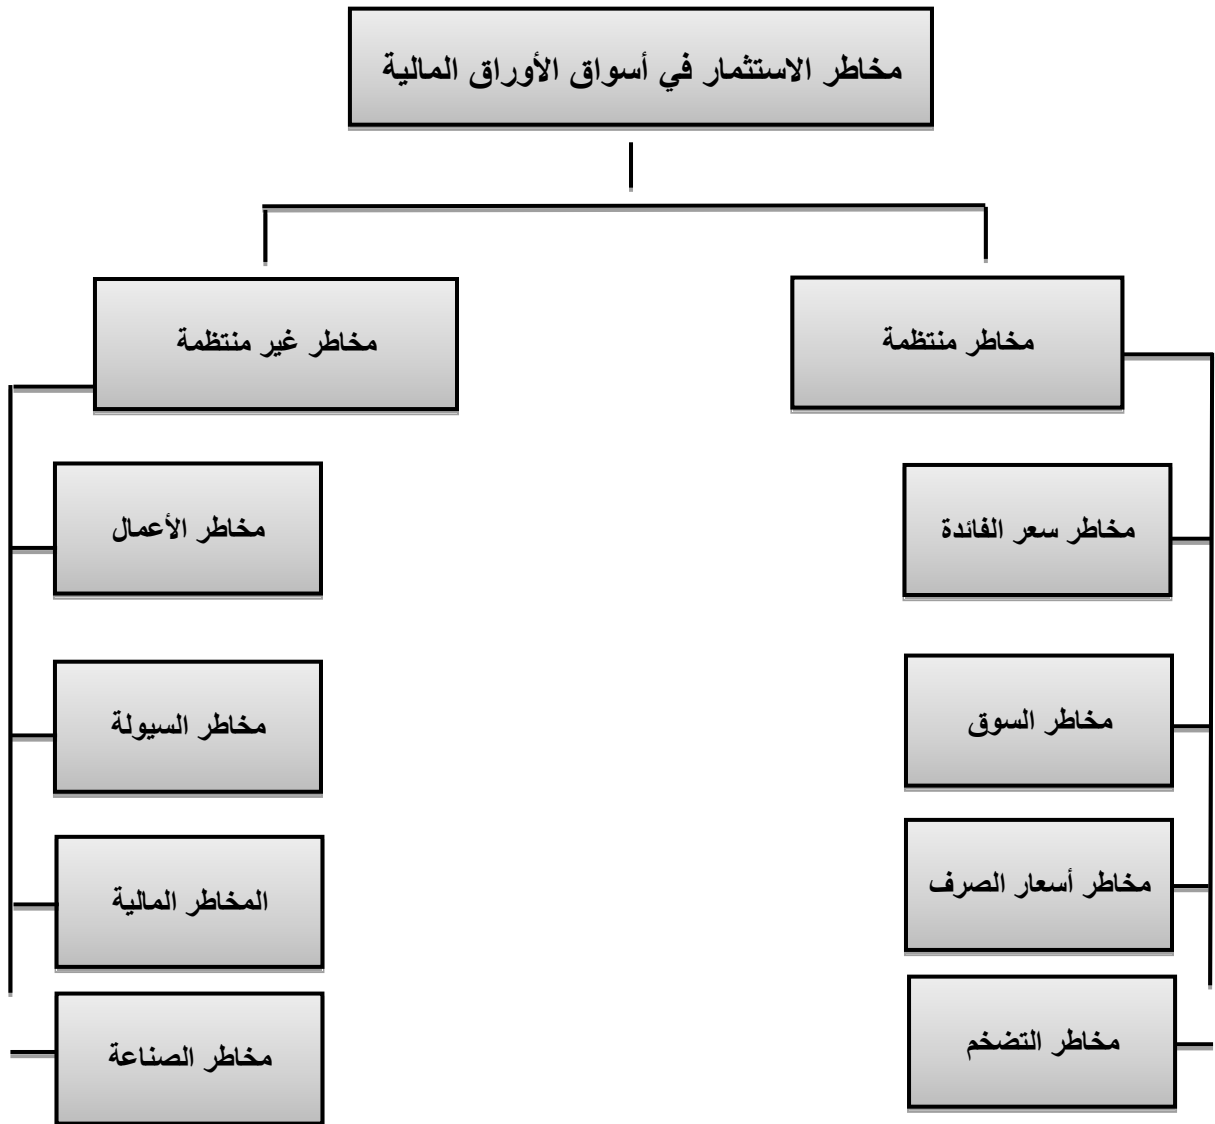 مخاطر الاستثمار في أسواق الأوراق المالية
مخاطر منتظمة
مخاطر غير منتظمة
مخاطر سعر الفائدة
مخاطر الأعمال
مخاطر السوق
مخاطر السيولة
مخاطر أسعار الصرف
المخاطر المالية
مخاطر التضخم
مخاطر الصناعة